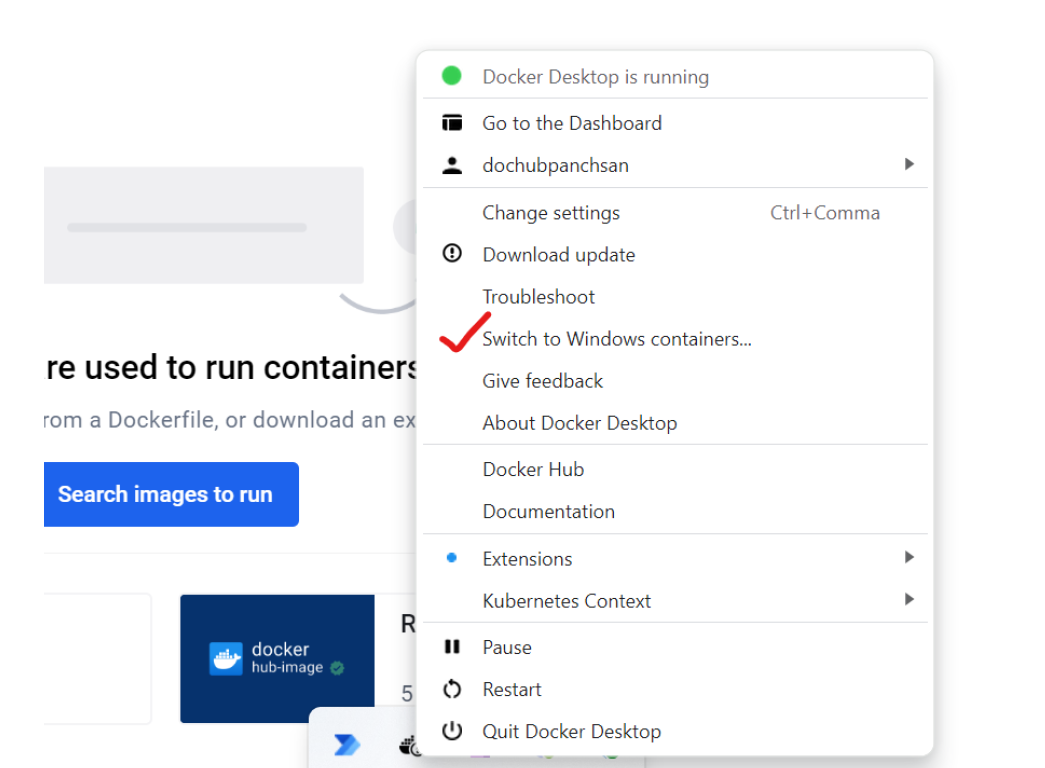 Docker Desktop is running
Go to the Dashboard
dochubpanchsan
Change settings Ctrl+Comma
Download update
Troubleshoot
Switch to Windows containers...
Give feedback
About Docker Desktop
Docker Hub
Documentation
Extensions
Kubernetes Context
Pause
Restart
Quit Docker Desktop
re used to run containers
rom a Dockerfile, or download an ex
Search images to run
docker
hub-image
R
5